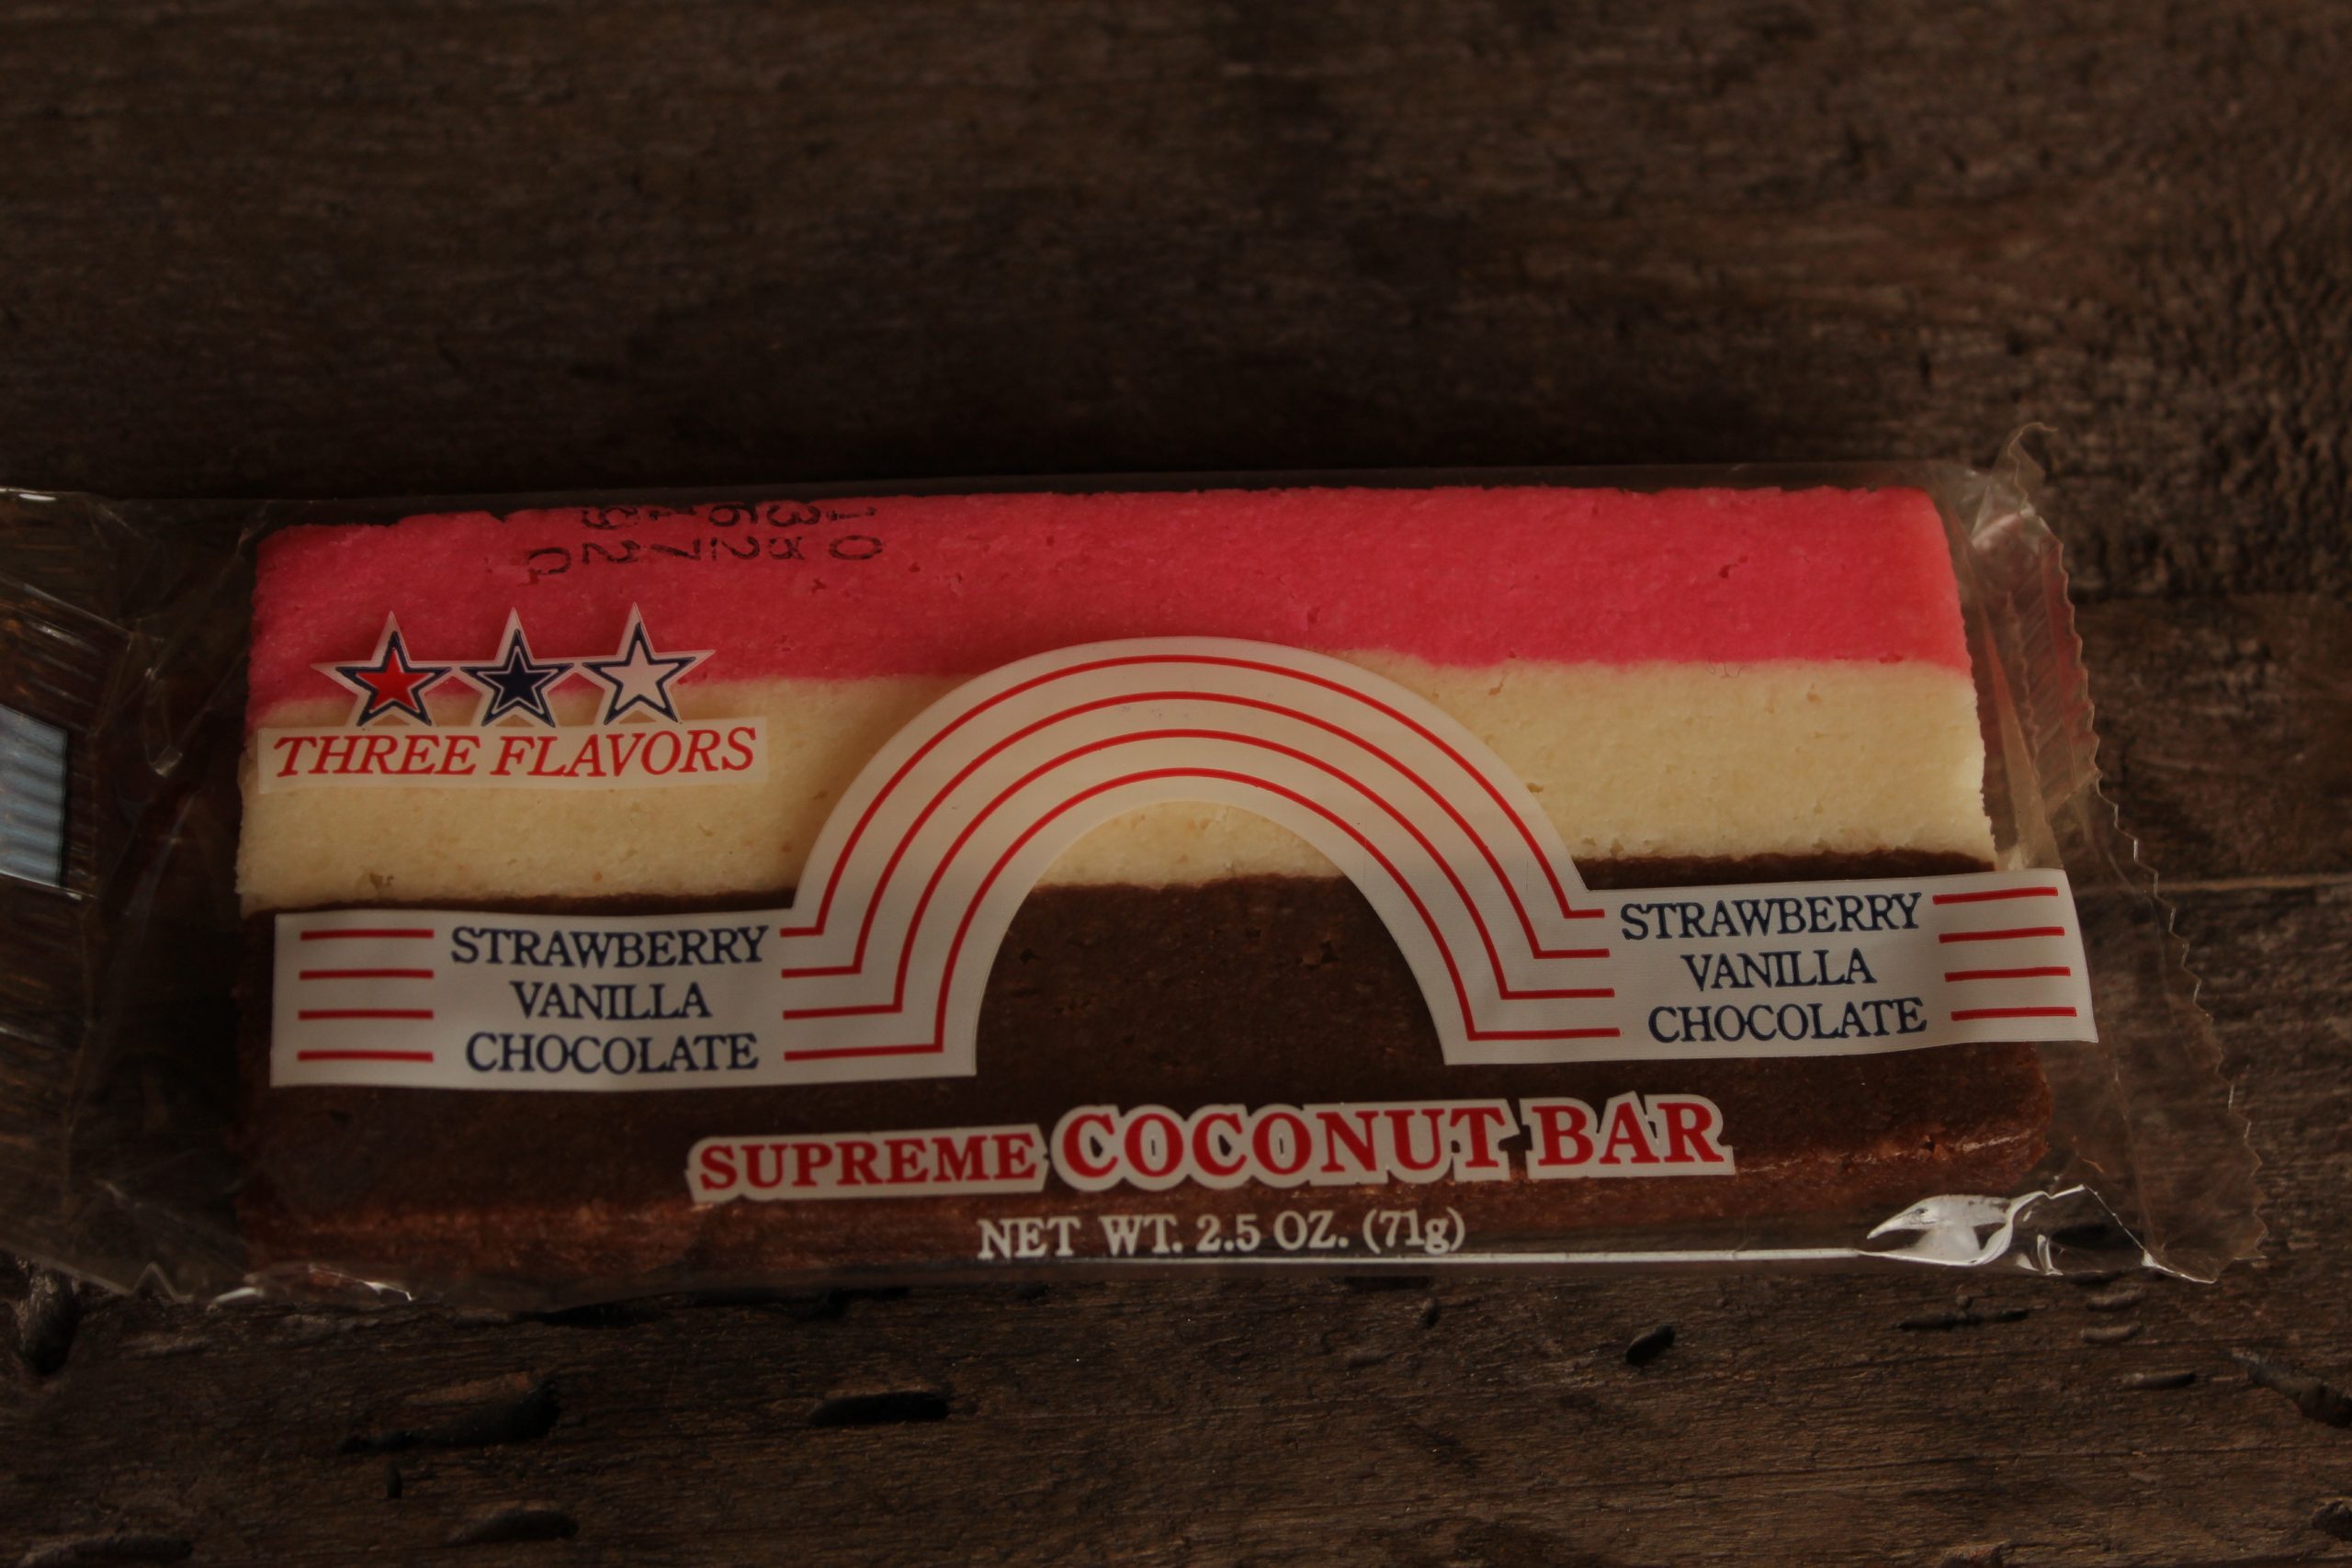 THREE FLAVORS
STRAWBERRY
VANILLA
CHOCOLATE
STRAWBERRY
VANILLA
CHOCOLATE
SUPREME COCONUT BAR
NET WT. 2.5 OZ. (71g)